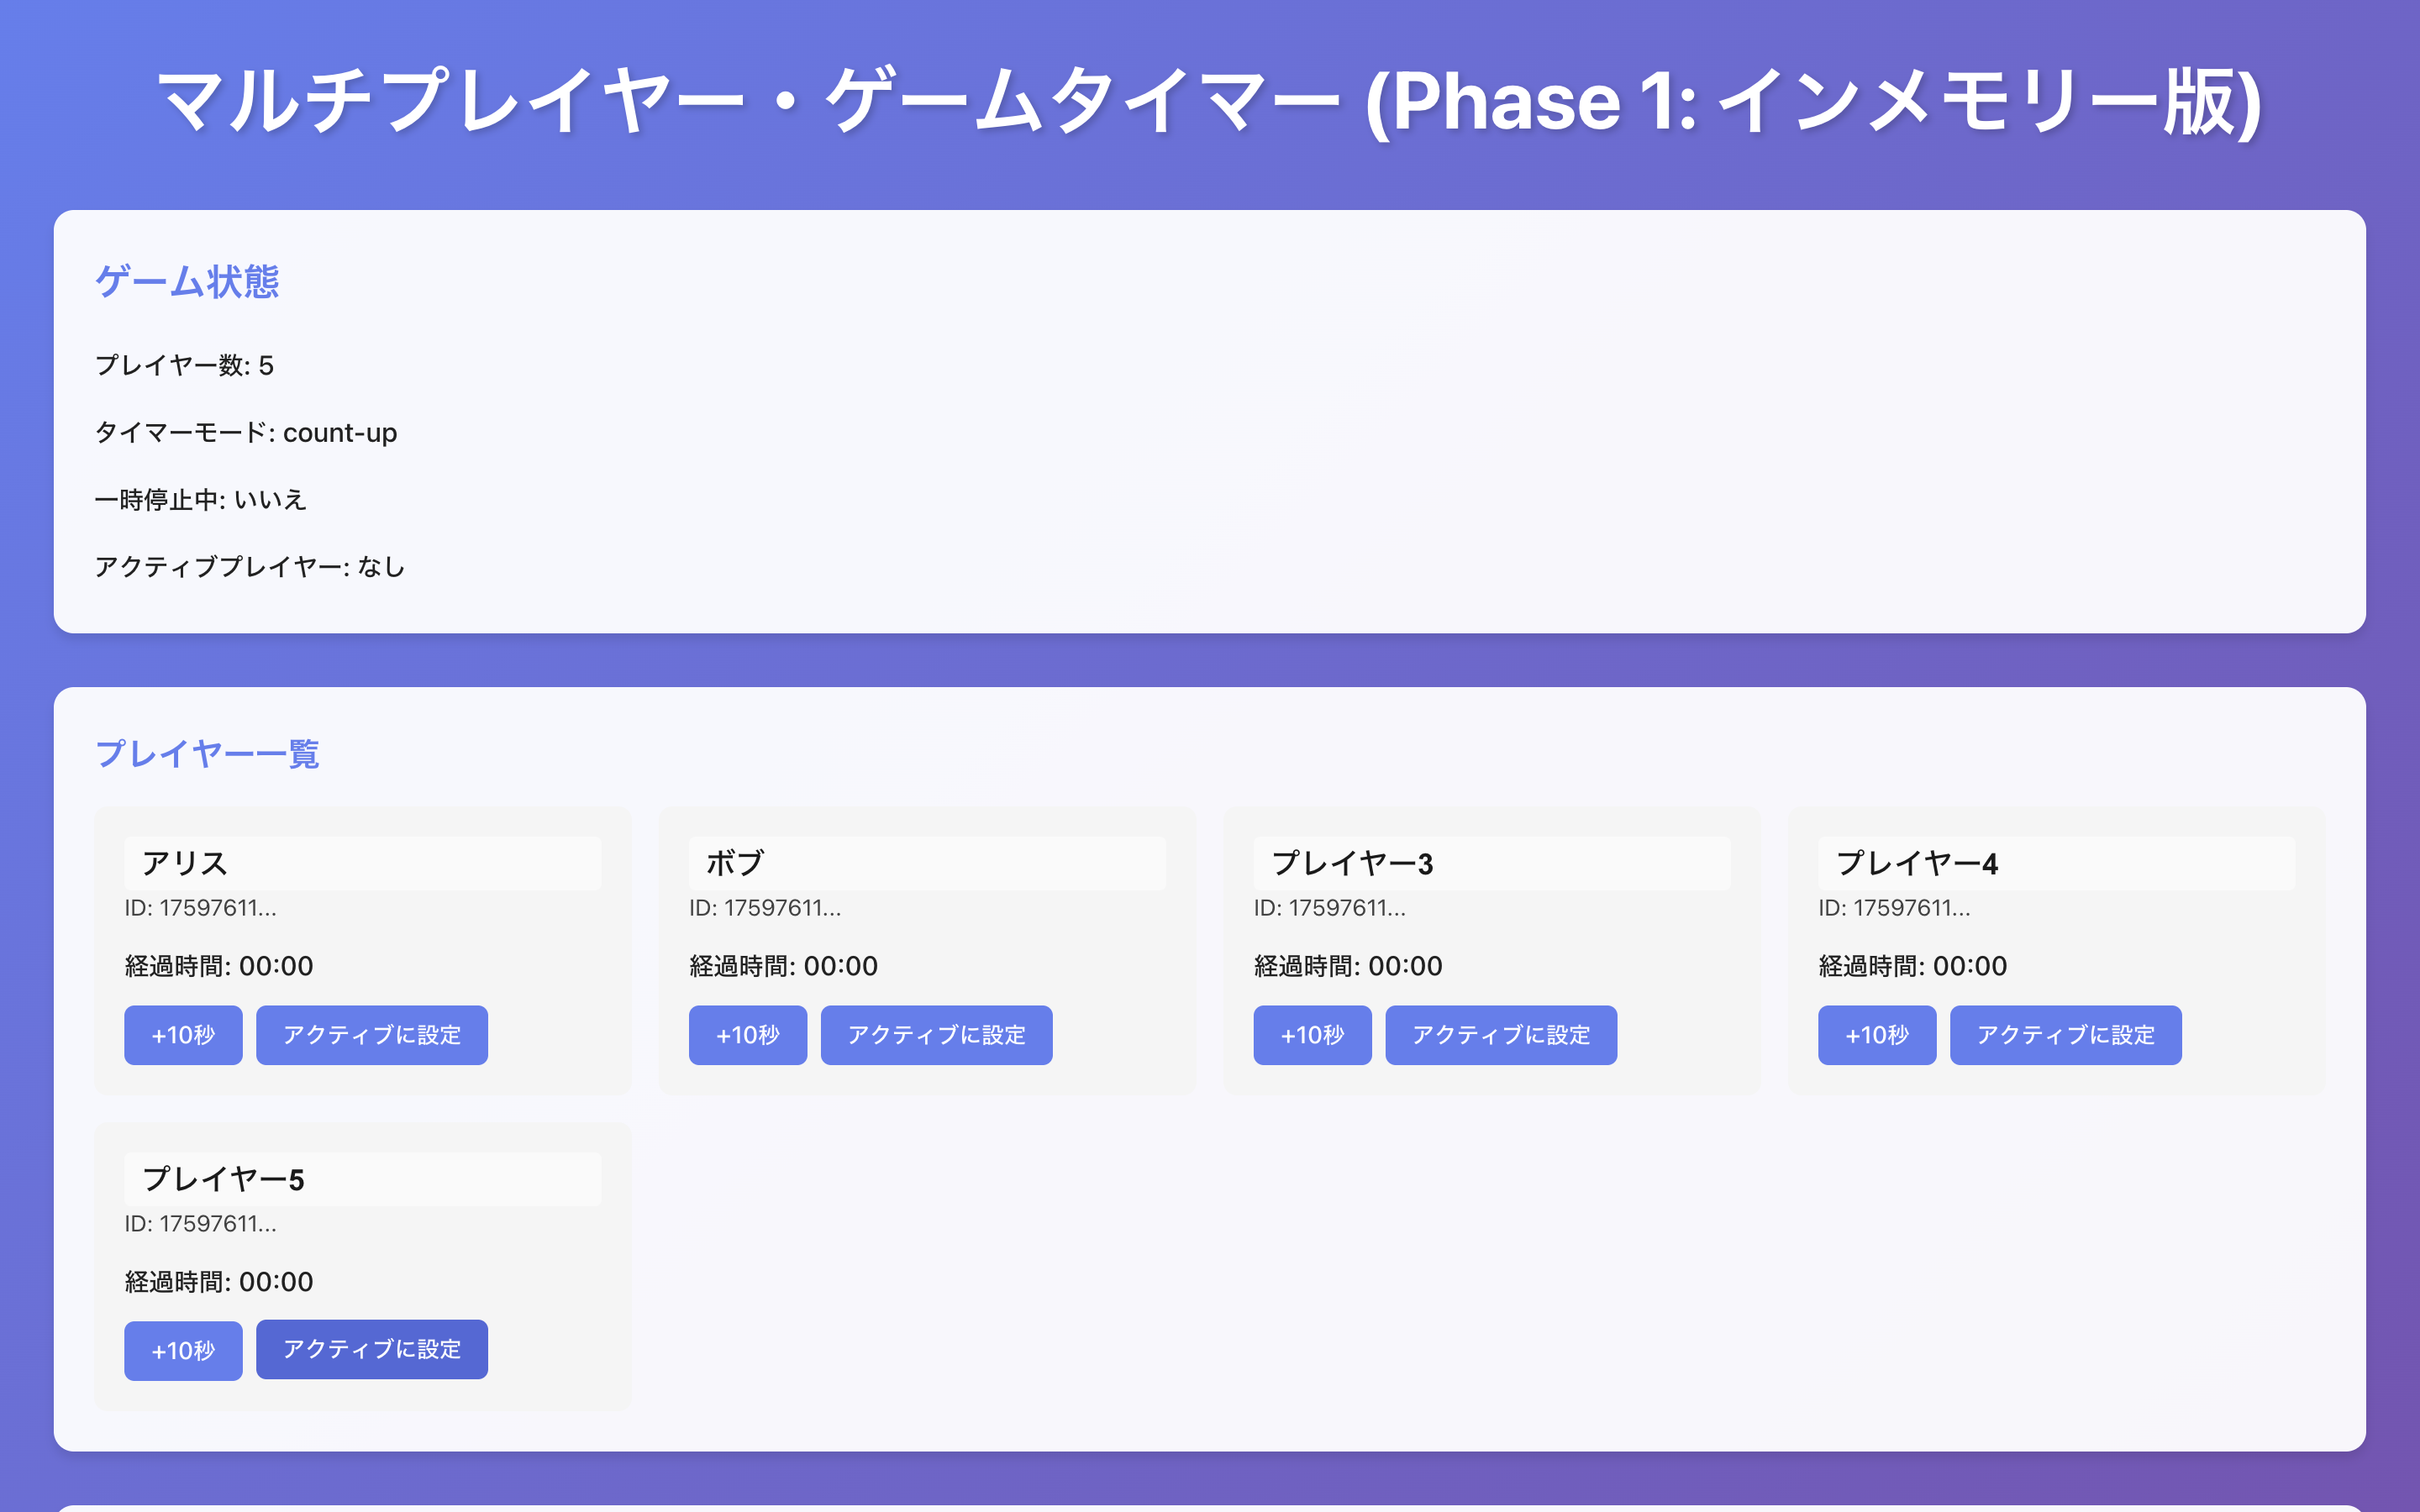 マルチプレイヤー・ゲームタイマー (Phase 1: インメモリー版)
ゲーム状態
プレイヤー数: 5
タイマーモード: count-up
一時停止中: いいえ
アクティブプレイヤー: なし
プレイヤー一覧
アリス
ID: 17597611...
経過時間: 00:00
+10秒 アクティブに設定
ボブ
ID: 17597611...
経過時間: 00:00
+10秒 アクティブに設定
プレイヤー3
ID: 17597611...
経過時間: 00:00
+10秒 アクティブに設定
プレイヤー4
ID: 17597611...
経過時間: 00:00
+10秒 アクティブに設定
プレイヤー5
ID: 17597611...
経過時間: 00:00
+10秒 アクティブに設定